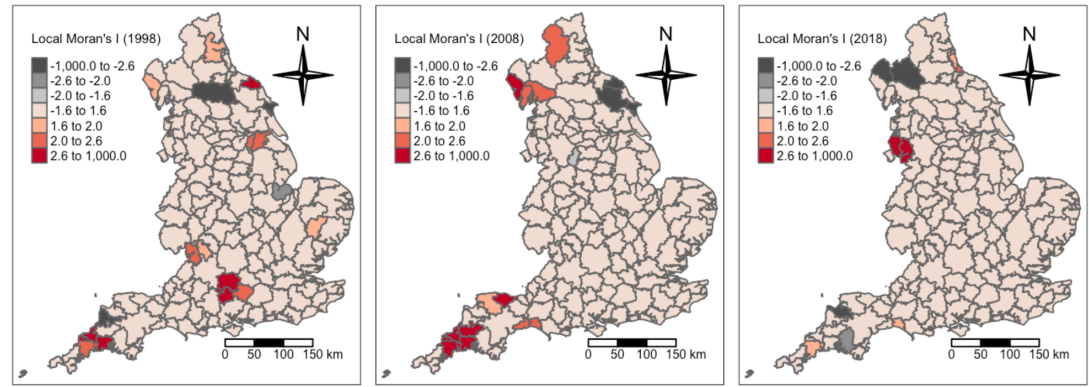 Local Moran's I (1998)
N
-1,000.0 to -2.6
-2.6 to -2.0
-2.0 to -1.6
-1.6 to 1.6
1.6 to 2.0
2.0 to 2.6
2.6 to 1,000.0
0 50 100 150 km
Local Moran's I (2008)
N
-1,000.0 to -2.6
-2.6 to -2.0
-2.0 to -1.6
-1.6 to 1.6
1.6 to 2.0
2.0 to 2.6
2.6 to 1,000.0
0 50 100 150 km
Local Moran's I (2018)
N
-1,000.0 to -2.6
-2.6 to -2.0
-2.0 to -1.6
-1.6 to 1.6
1.6 to 2.0
2.0 to 2.6
2.6 to 1,000.0
0 50 100 150 km